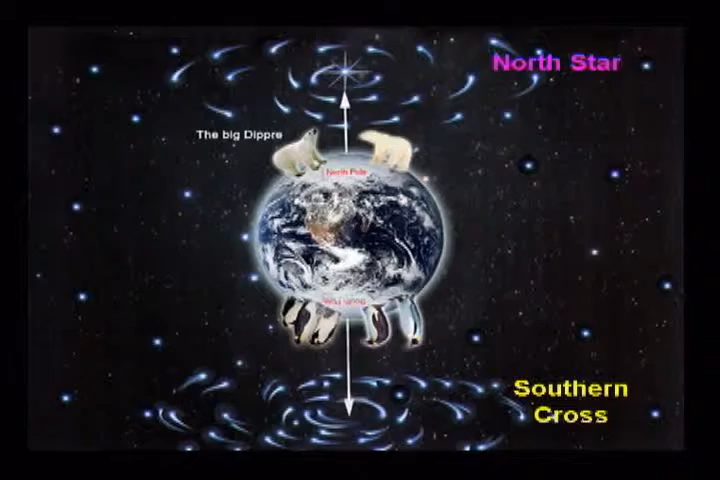 North Star
The big Dippre
North Pole
Southern
Cross